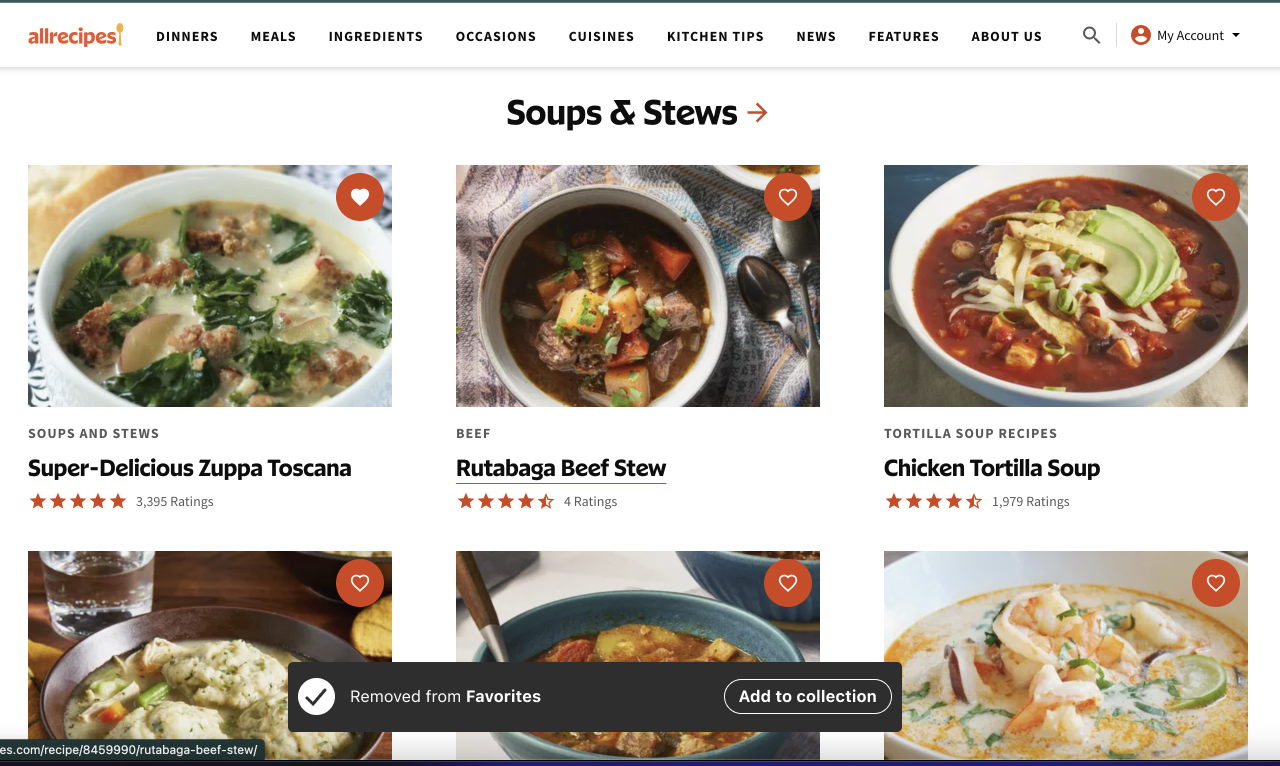 allrecipes
DINNERS MEALS INGREDIENTS OCCASIONS CUISINES KITCHEN TIPS NEWS FEATURES ABOUT US My Account
Soups & Stews
SOUPS AND STEWS
Super-Delicious Zuppa Toscana
3,395 Ratings
BEEF
Rutabaga Beef Stew
4 Ratings
TORTILLA SOUP RECIPES
Chicken Tortilla Soup
1,979 Ratings
Removed from Favorites
Add to collection
es.com/recipe/8459990/rutabaga-beef-stew/